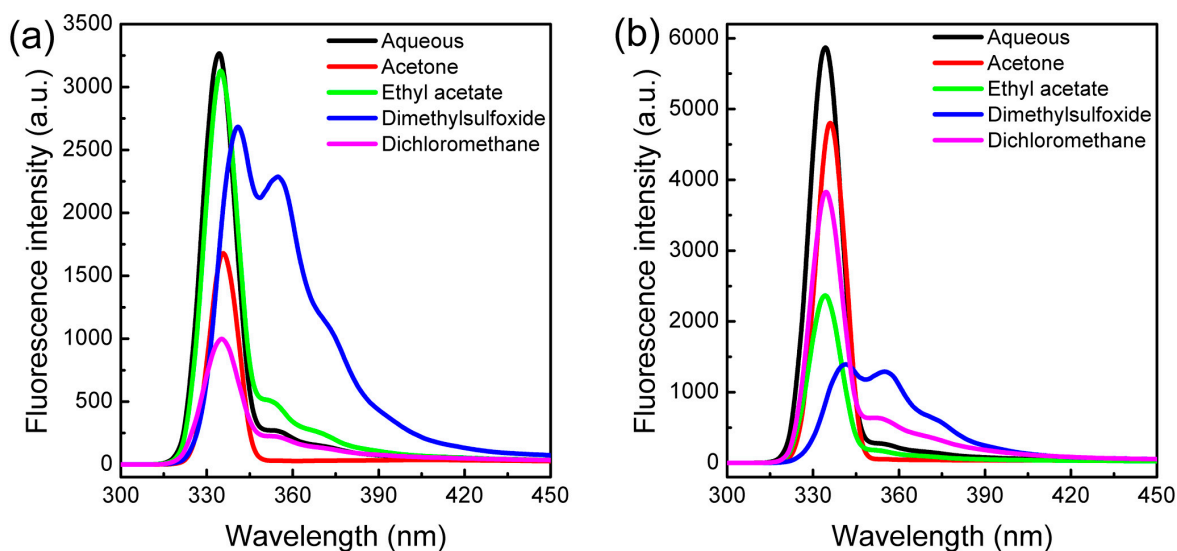 (a)
Fluorescence intensity (a.u.)
3500
3000
2500
2000
1500
1000
500
0
Aqueous
Acetone
Ethyl acetate
Dimethylsulfoxide
Dichloromethane
300 330 360 390 420 450
Wavelength (nm)
(b)
Fluorescence intensity (a.u.)
6000
5000
4000
3000
2000
1000
0
Aqueous
Acetone
Ethyl acetate
Dimethylsulfoxide
Dichloromethane
300 330 360 390 420 450
Wavelength (nm)